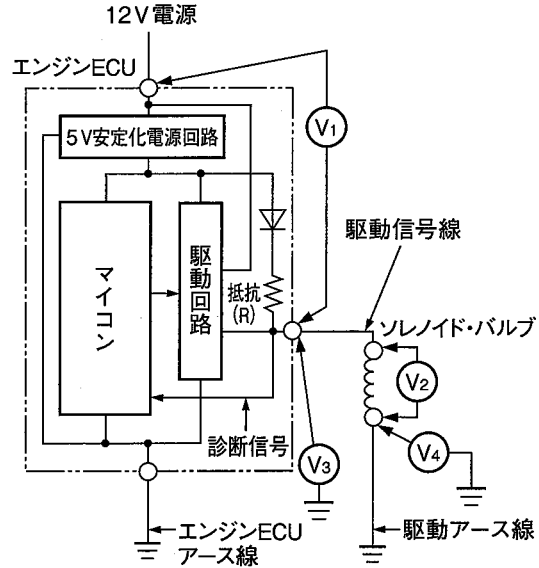 12V電源
エンジンECU
5V安定化電源回路
V1
マイコン
駆動回路
抵抗
(R)
駆動信号線
ソレノイド・バルブ
V2
診断信号
V3
V4
エンジンECU
アース線
駆動アース線